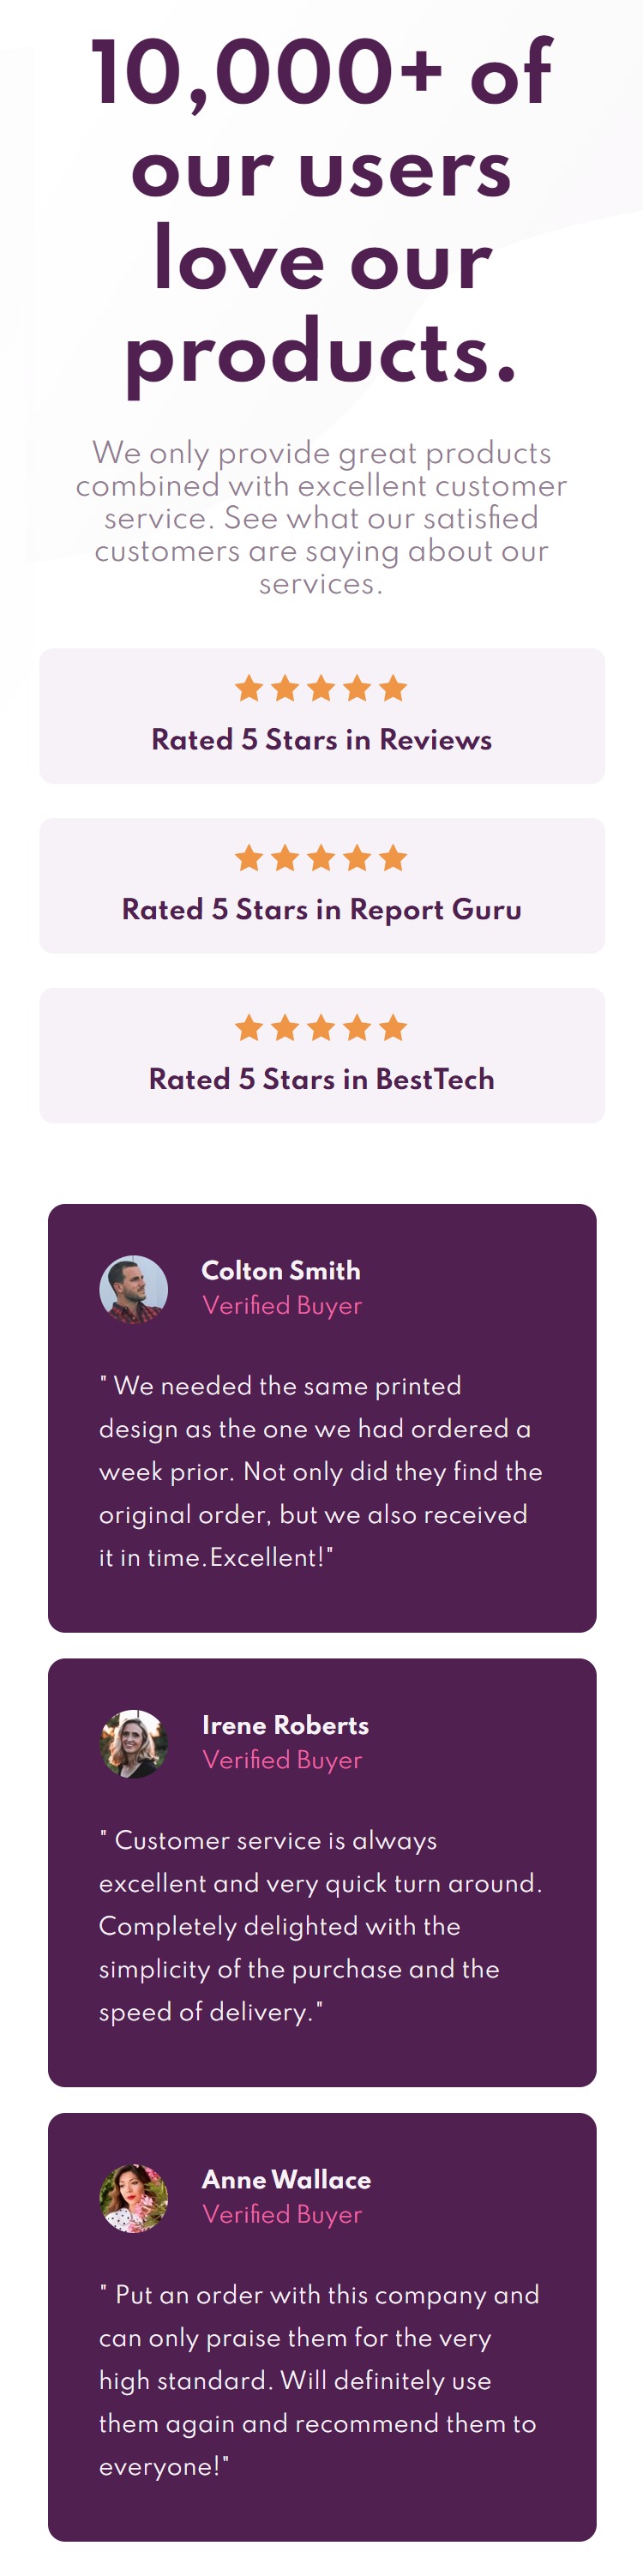 10,000+ of
our users
love our
products.
We only provide great products
combined with excellent customer
service. See what our satisfied
customers are saying about our
services.
Rated 5 Stars in Reviews
Rated 5 Stars in Report Guru
Rated 5 Stars in BestTech
Colton Smith
Verified Buyer
" We needed the same printed
design as the one we had ordered a
week prior. Not only did they find the
original order, but we also received
it in time.Excellent!"
Irene Roberts
Verified Buyer
" Customer service is always
excellent and very quick turn around.
Completely delighted with the
simplicity of the purchase and the
speed of delivery."
Anne Wallace
Verified Buyer
" Put an order with this company and
can only praise them for the very
high standard. Will definitely use
them again and recommend them to
everyone!"